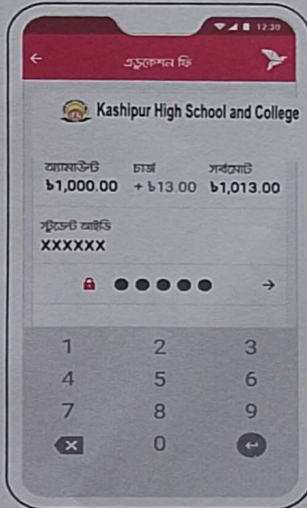 12:30
এডুকেশন ফি
Kashipur High School and College
অ্যামাউন্ট চার্জ সর্বমোট
৳1,000.00 + ৳13.00 ৳1,013.00
স্টুডেন্ট আইডি
XXXXXX
1 2 3
4 5 6
7 8 9
0